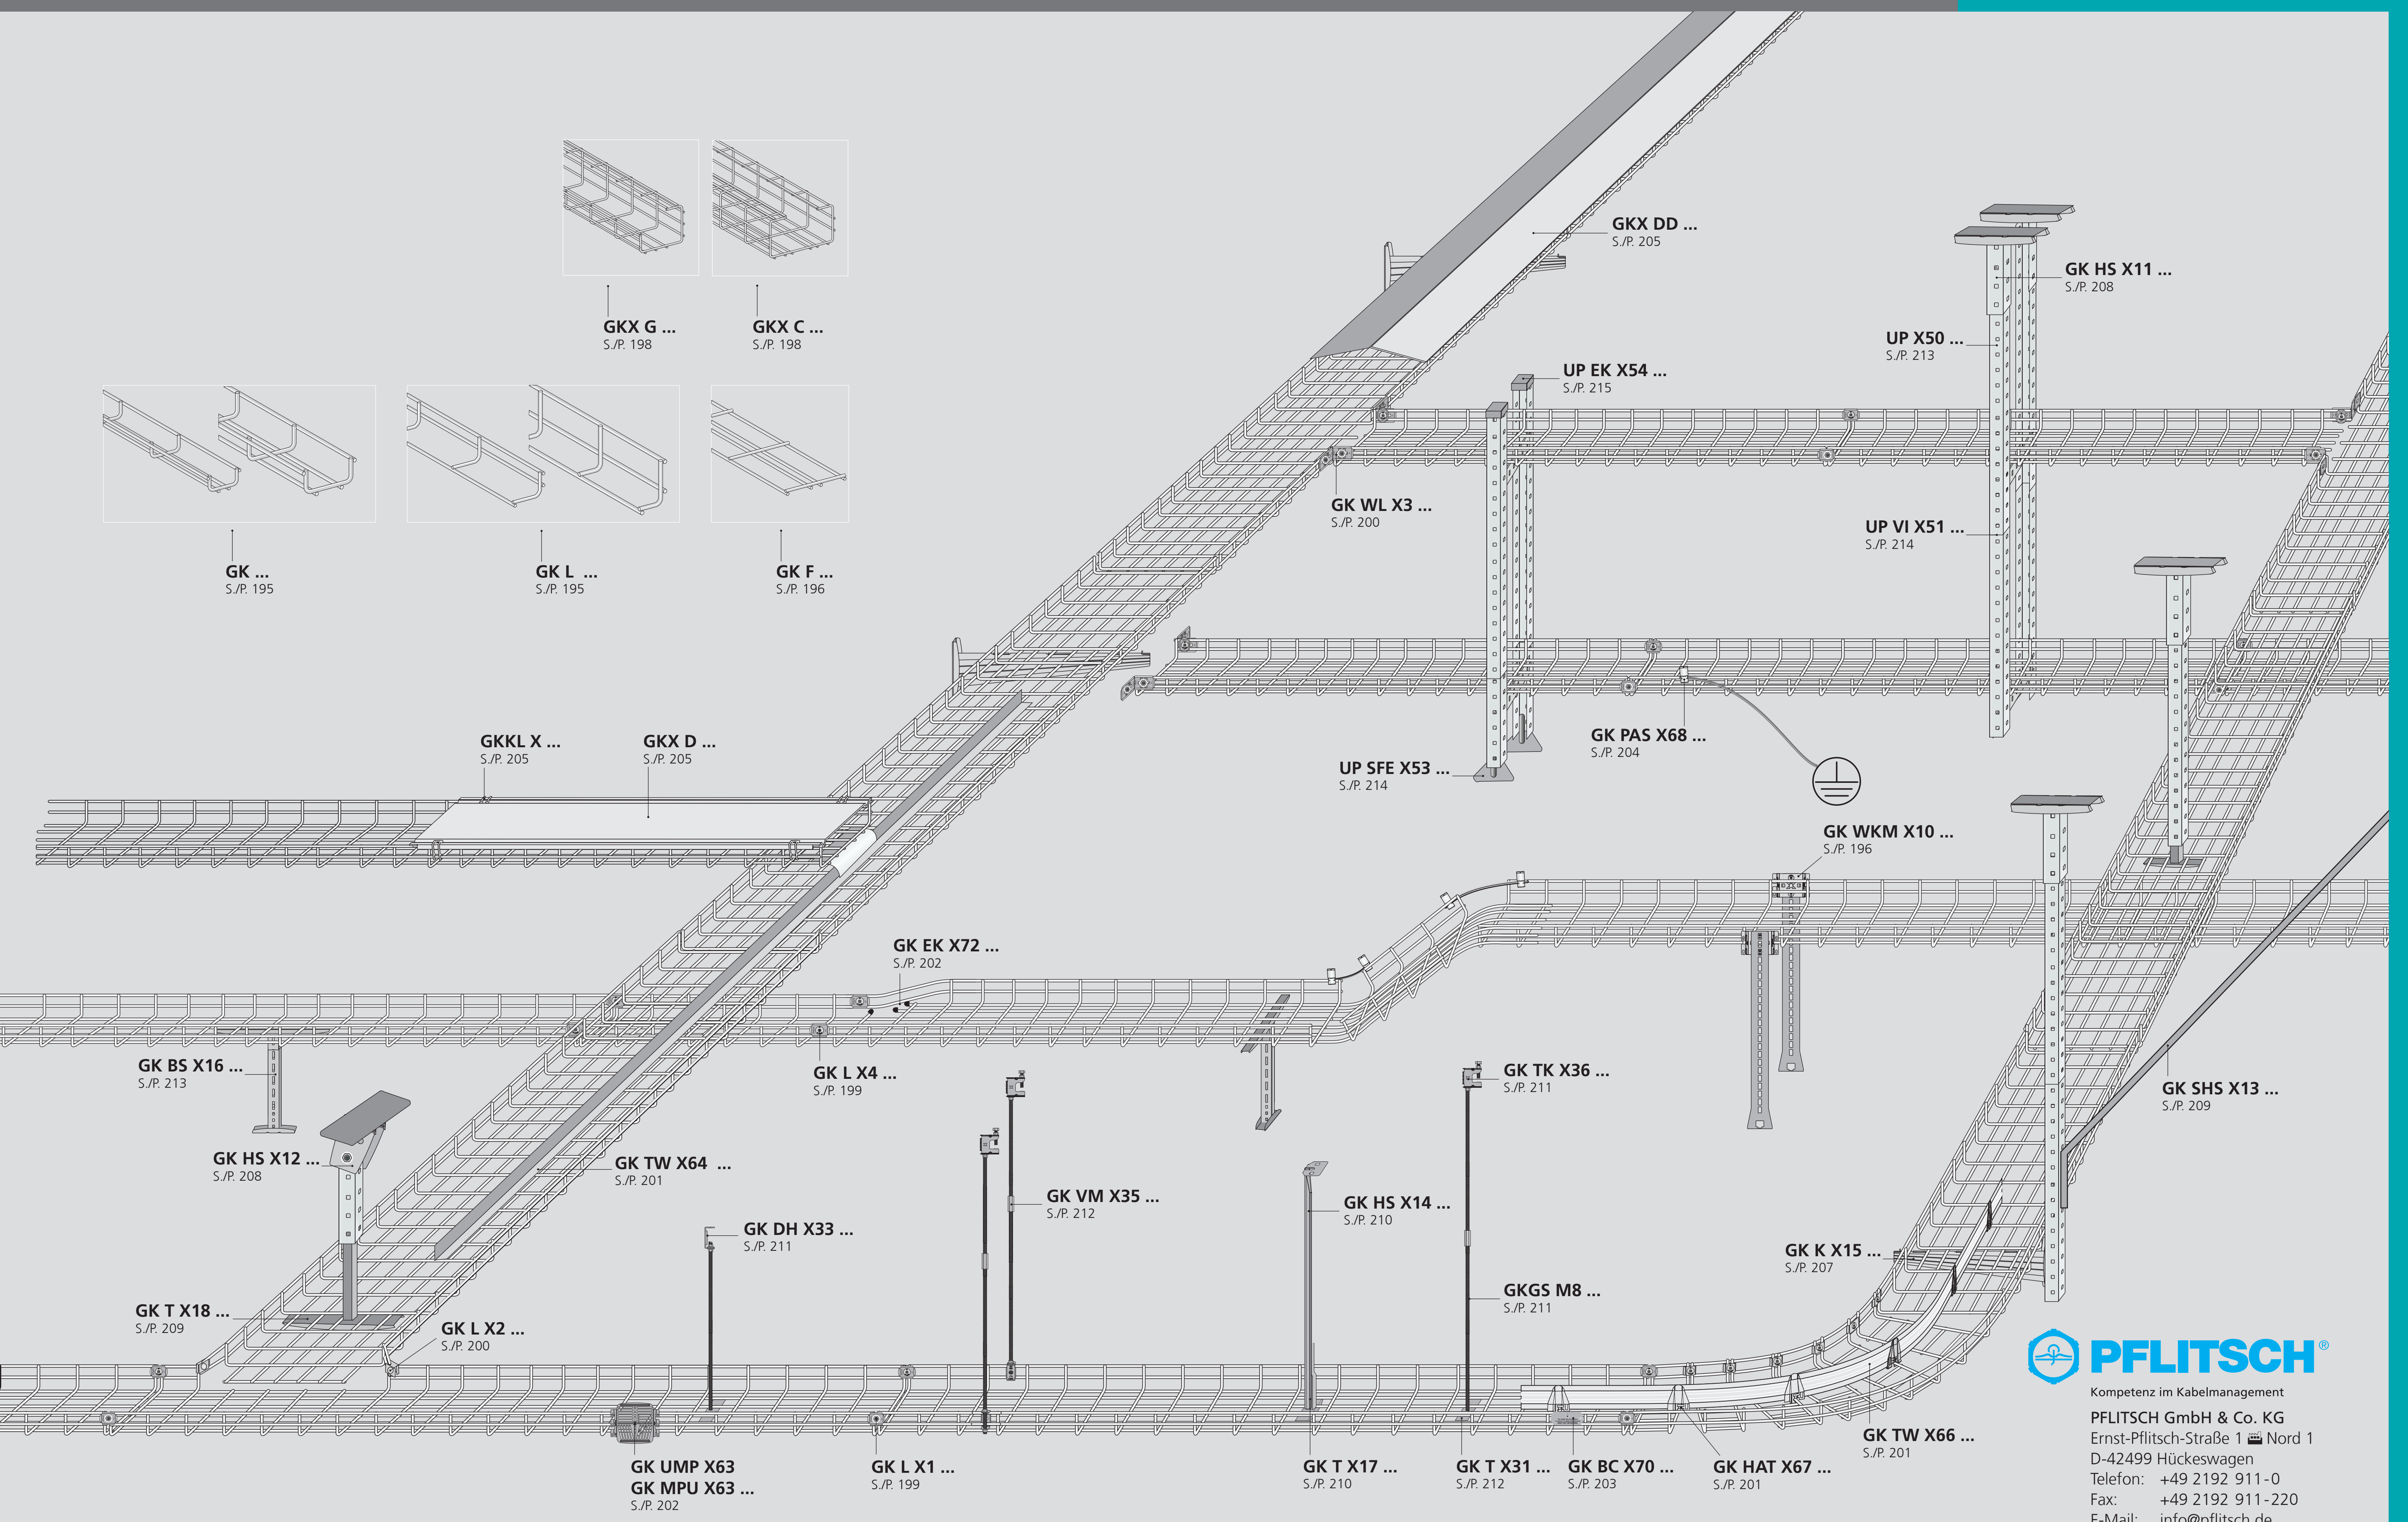 GKX G ...
S./P. 198
GKX C ...
S./P. 198
GK ...
S./P. 195
GK L ...
S./P. 195
GK F ...
S./P. 196
GKX DD ...
S./P. 205
GK HS X11 ...
S./P. 208
UP X50 ...
S./P. 213
UP EK X54 ...
S./P. 215
GK WL X3 ...
S./P. 200
UP VI X51 ...
S./P. 214
GKKL X ...
S./P. 205
GKX D ...
S./P. 205
GK PAS X68 ...
S./P. 204
UP SFE X53 ...
S./P. 214
GK WKM X10 ...
S./P. 196
GK EK X72 ...
S./P. 202
GK BS X16 ...
S./P. 213
GK L X4 ...
S./P. 199
GK TK X36 ...
S./P. 211
GK SHS X13 ...
S./P. 209
GK HS X12 ...
S./P. 208
GK TW X64 ...
S./P. 201
GK VM X35 ...
S./P. 212
GK HS X14 ...
S./P. 210
GK DH X33 ...
S./P. 211
GK K X15 ...
S./P. 207
GKGS M8 ...
S./P. 211
GK T X18 ...
S./P. 209
GK L X2 ...
S./P. 200
GK UMP X63
GK MPU X63 ...
S./P. 202
GK L X1 ...
S./P. 199
GK T X17 ...
S./P. 210
GK T X31 ...
S./P. 212
GK BC X70 ...
S./P. 203
GK HAT X67 ...
S./P. 201
GK TW X66 ...
S./P. 201
PFLITSCH®
Kompetenz im Kabelmanagement
PFLITSCH GmbH & Co. KG
Ernst-Pflitsch-Straße 1 Nord 1
D-42499 Hückeswagen
Telefon: +49 2192 911-0
Fax: +49 2192 911-220
E-Mail: info@pflitsch.de